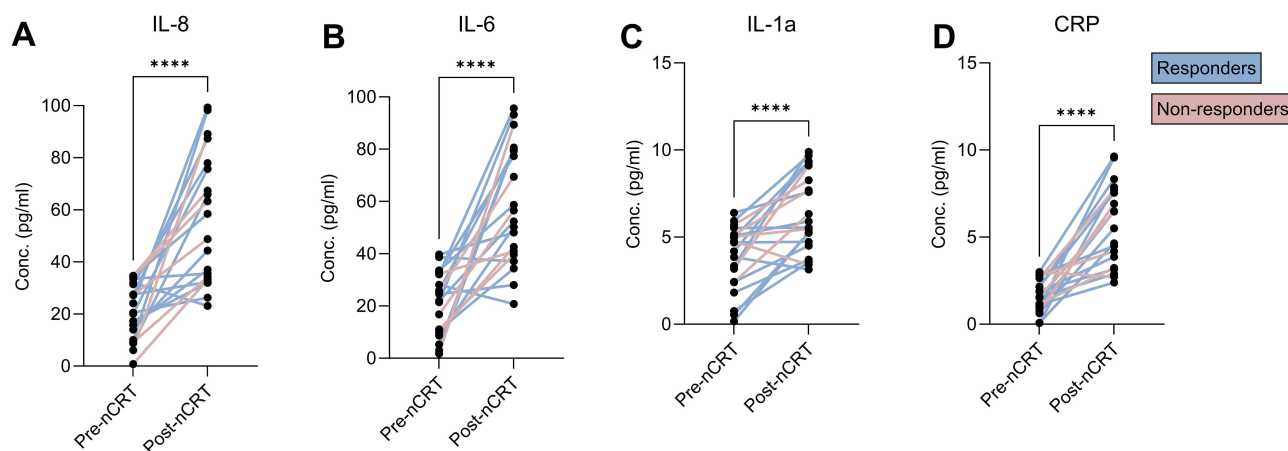 A
IL-8
****
Conc. (pg/ml)
100
80
60
40
20
0
Pre-nCRT
Post-nCRT
B
IL-6
****
Conc. (pg/ml)
100
80
60
40
20
0
Pre-nCRT
Post-nCRT
C
IL-1a
****
Conc. (pg/ml)
15
10
5
0
Pre-nCRT
Post-nCRT
D
CRP
****
Conc. (pg/ml)
15
10
5
0
Pre-nCRT
Post-nCRT
Responders
Non-responders